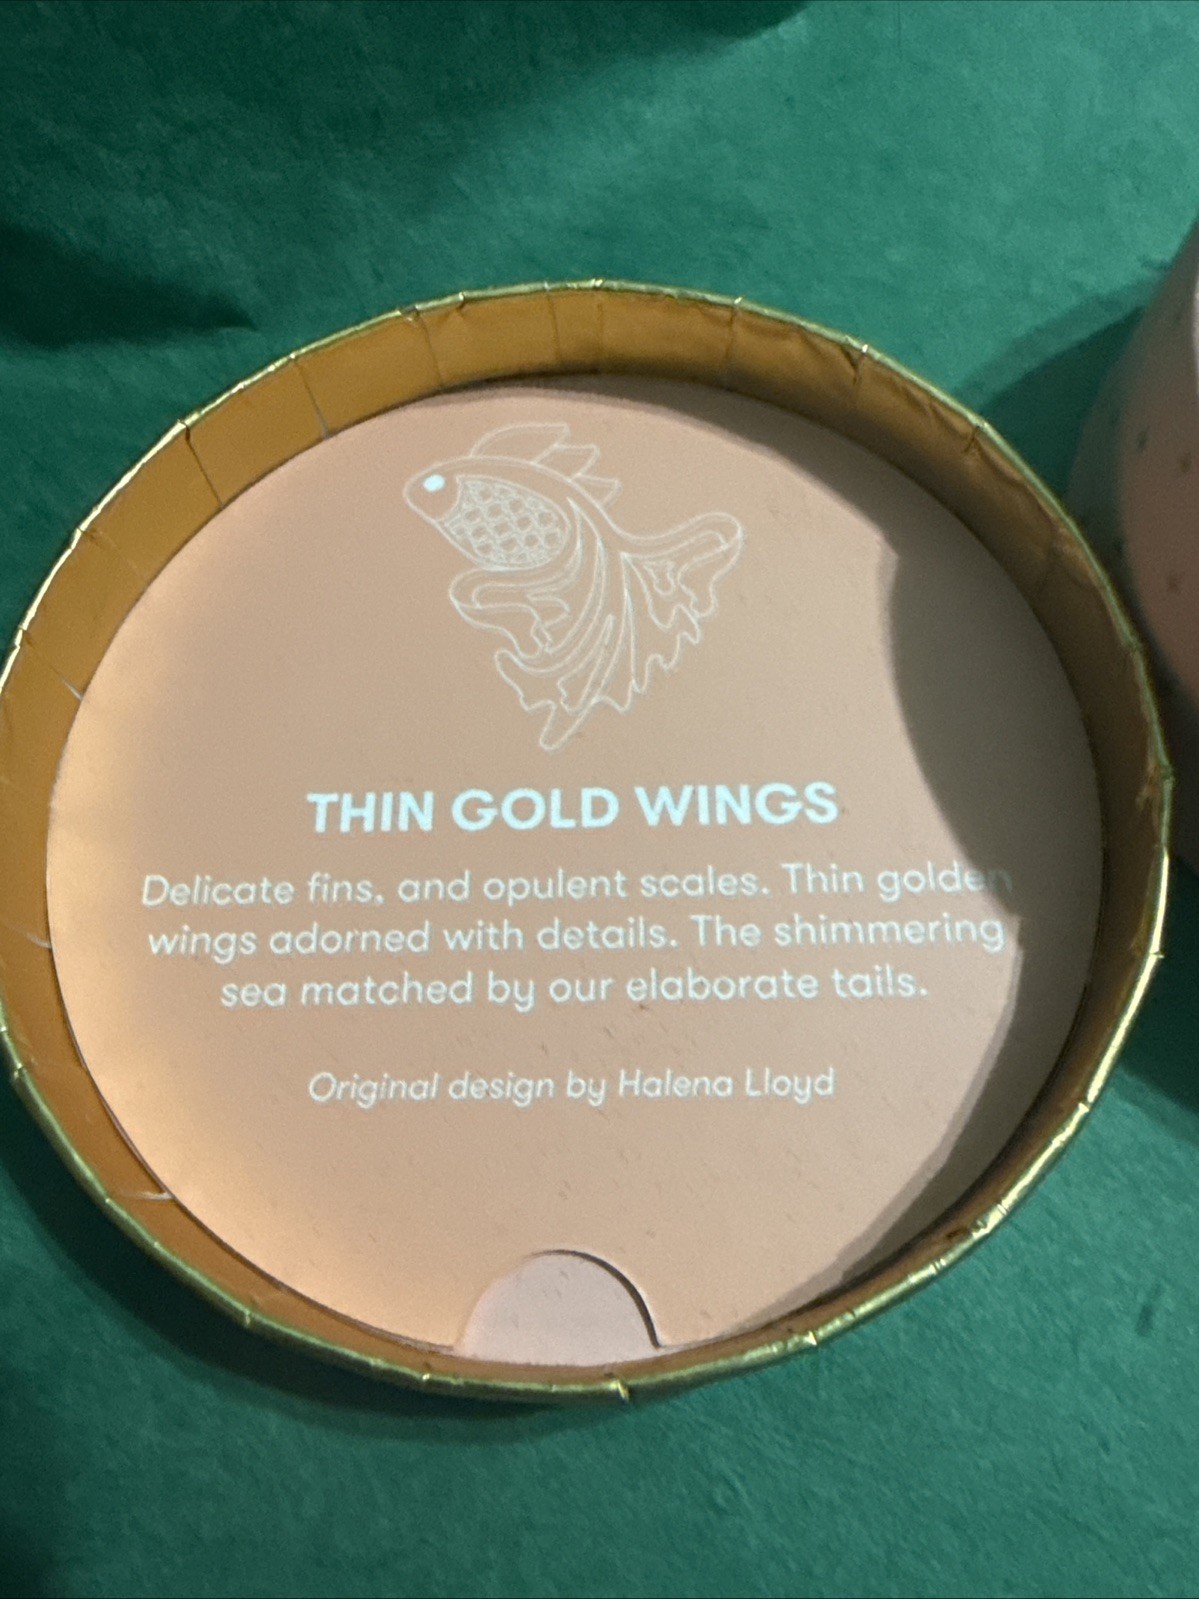 THIN GOLD WINGS
Delicate fins, and opulent scales. Thin golden
wings adorned with details. The shimmering
sea matched by our elaborate tails.
Original design by Halena Lloyd